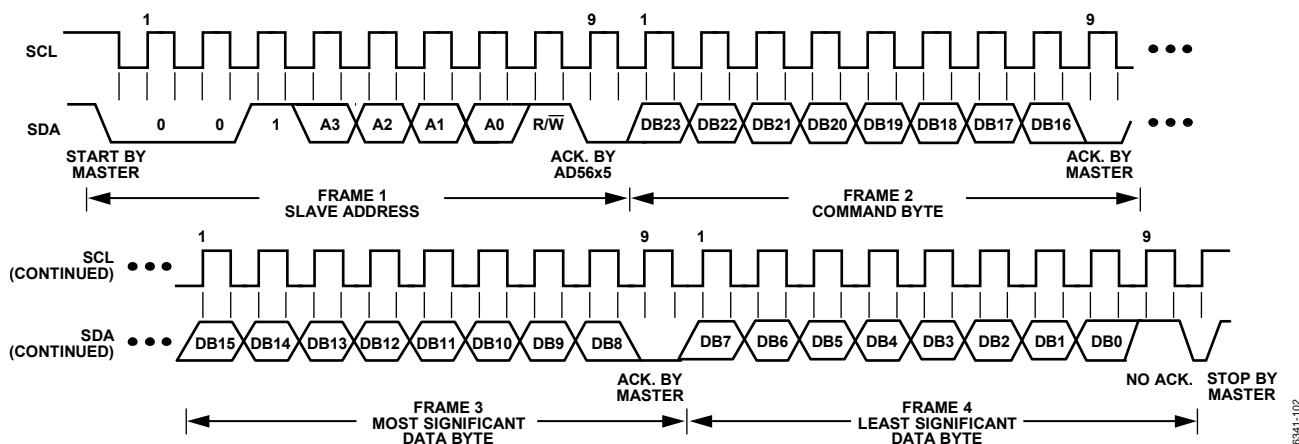 1 9 1 9
SCL
0 0 1 A3 A2 A1 A0 R/W̅ DB23 DB22 DB21 DB20 DB19 DB18 DB17 DB16
SDA
START BY
MASTER
ACK. BY
AD56x5
ACK. BY
MASTER
FRAME 1
SLAVE ADDRESS
FRAME 2
COMMAND BYTE
1 9 1 9
SCL
(CONTINUED)
SDA
(CONTINUED)
DB15 DB14 DB13 DB12 DB11 DB10 DB9 DB8 DB7 DB6 DB5 DB4 DB3 DB2 DB1 DB0
ACK. BY
MASTER
NO ACK.
STOP BY
MASTER
FRAME 3
MOST SIGNIFICANT
DATA BYTE
FRAME 4
LEAST SIGNIFICANT
DATA BYTE
6341-102